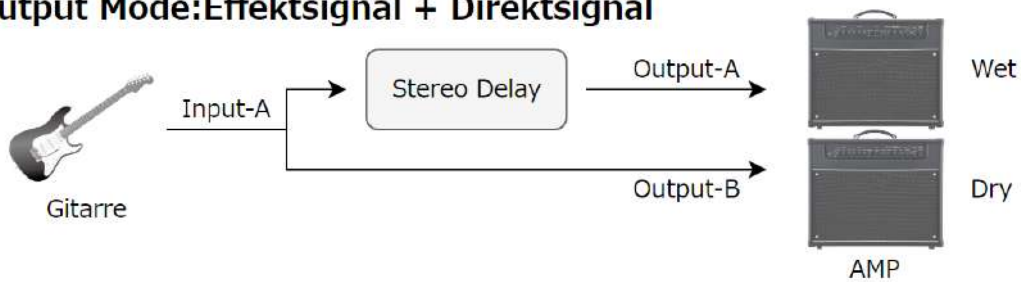 utput Mode:Effektsignal + Direktsignal
Stereo Delay
Output-A
Wet
Input-A
Gitarre
Output-B
Dry
AMP